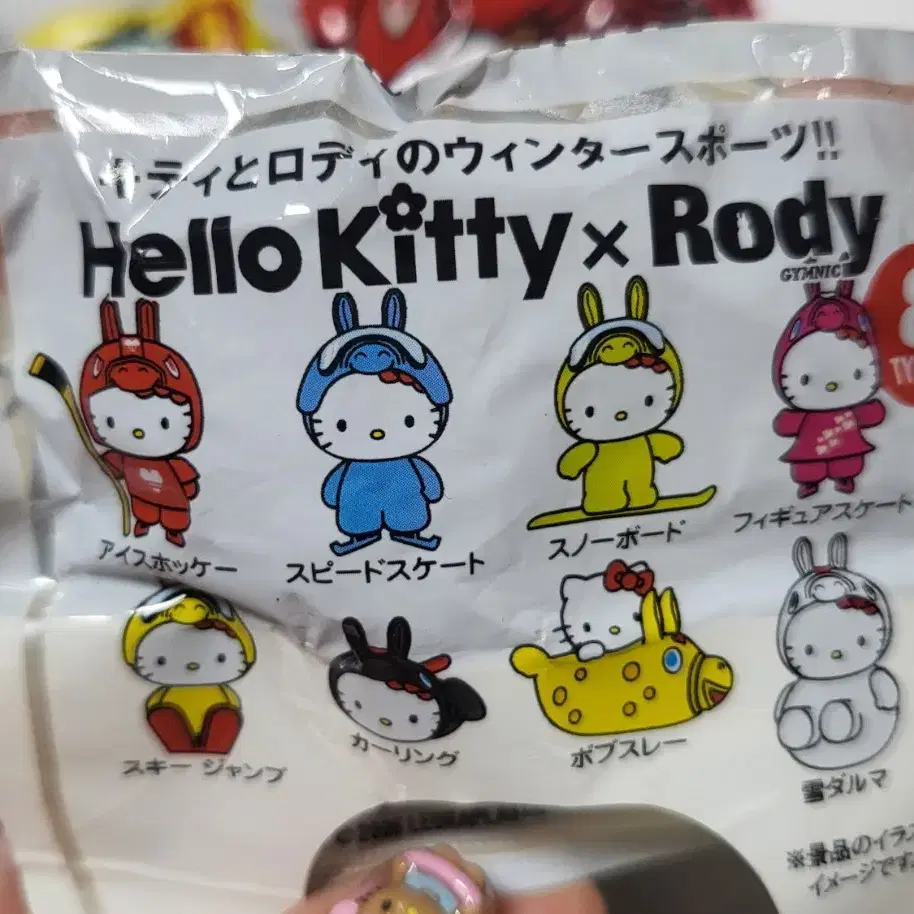 キティとロディのウィンタースポーツ!!
Hello Kitty × Rody
GYMNIC
8
アイスホッケー
スピードスケート
スノーボード
フィギュアスケート
スキー ジャンプ
カーリング
ボブスレー
雪ダルマ
※景品のイラス
イメージです